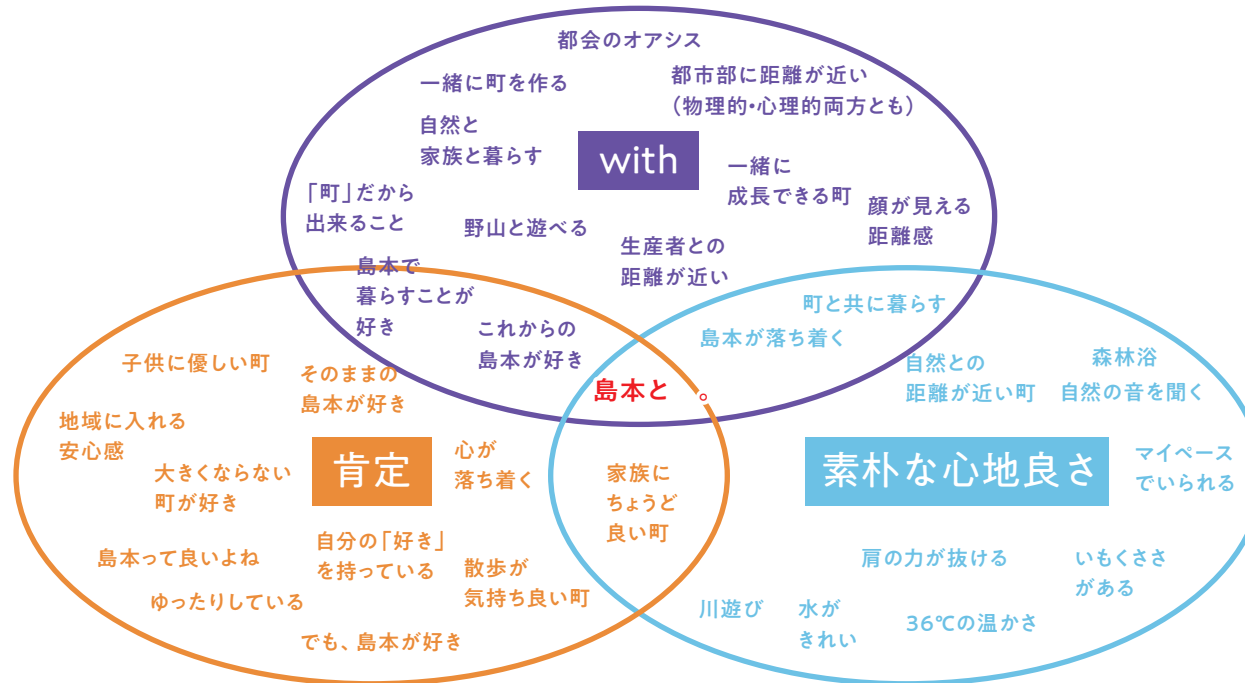 都会のオアシス
一緒に町を作る
都市部に距離が近い
（物理的・心理的両方とも）
自然と
家族と暮らす
with
一緒に
成長できる町
「町」だから
出来ること
野山と遊べる
顔が見える
距離感
生産者との
距離が近い
島本で
暮らすことが
好き
これからの
島本が好き
町と共に暮らす
島本が落ち着く
島本と　。
子供に優しい町
そのままの
島本が好き
地域に入れる
安心感
大きくならない
町が好き
肯定
心が
落ち着く
島本って良いよね
自分の「好き」
を持っている
散歩が
気持ち良い町
ゆったりしている
でも、島本が好き
家族に
ちょうど
良い町
自然との
距離が近い町
森林浴
自然の音を聞く
素朴な心地良さ
マイペース
でいられる
肩の力が抜ける
いもくささ
がある
川遊び
水が
きれい
36℃の温かさ